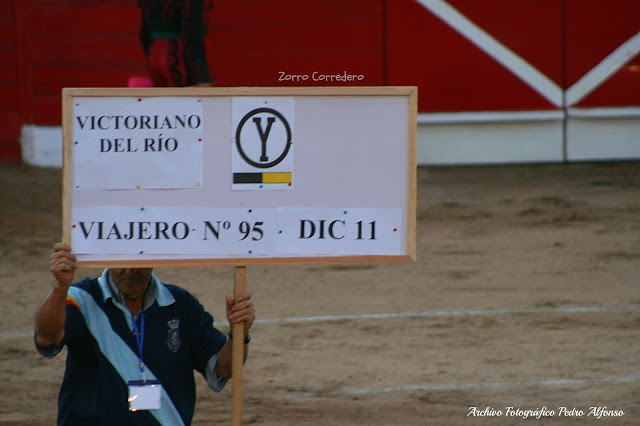 Zorro Corredero
VICTORIANO
DEL RÍO
Y
VIAJERO Nº 95 DIC 11
Archivo Fotográfico Pedro Alfonso